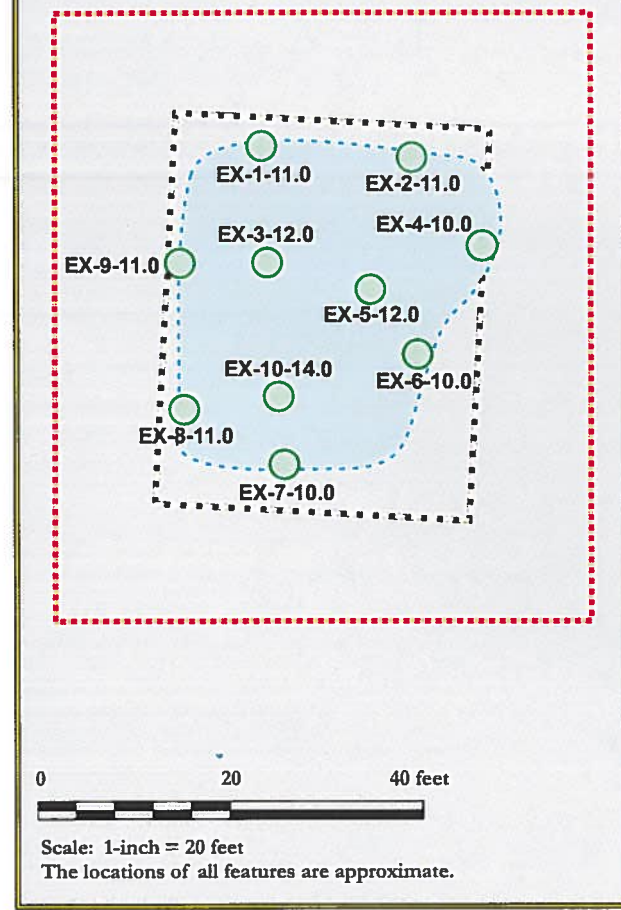 EX-1-11.0
EX-2-11.0
EX-4-10.0
EX-3-12.0
EX-9-11.0
EX-5-12.0
EX-10-14.0
EX-6-10.0
EX-8-11.0
EX-7-10.0
0 20 40 feet
Scale: 1-inch = 20 feet
The locations of all features are approximate.